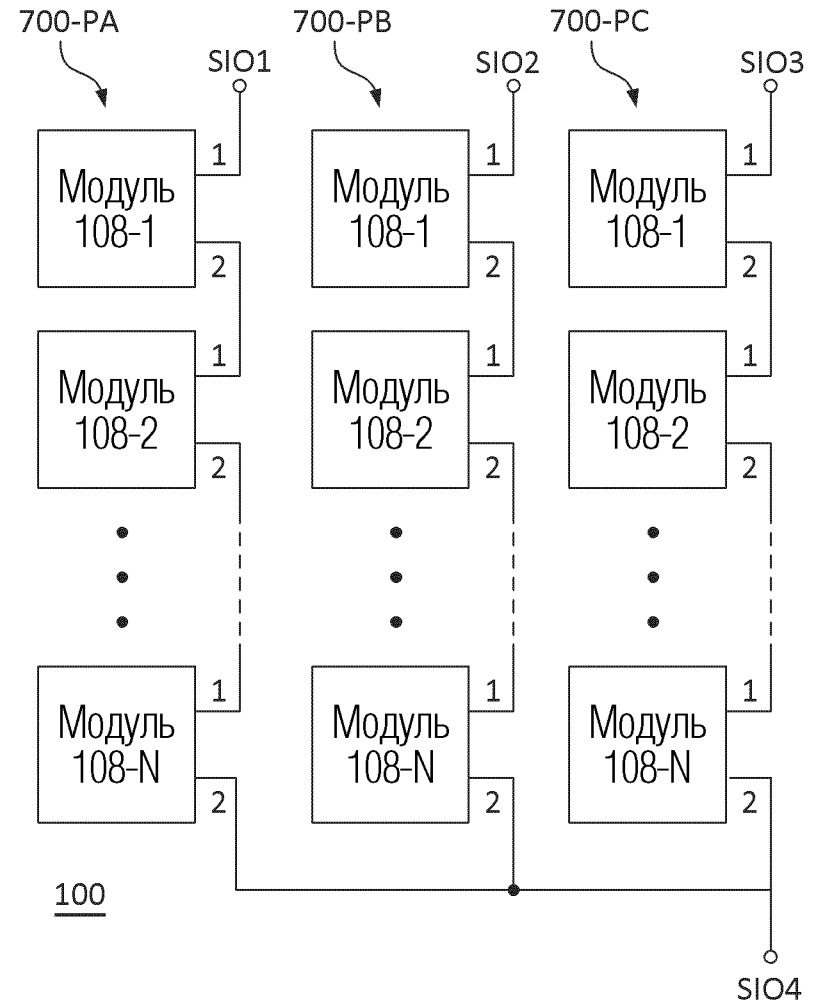 700-PA
700-PB
700-PC
SIO1
SIO2
SIO3
1
1
1
Модуль
108-1
Модуль
108-1
Модуль
108-1
2
2
2
1
1
1
Модуль
108-2
Модуль
108-2
Модуль
108-2
2
2
2
1
1
1
Модуль
108-N
Модуль
108-N
Модуль
108-N
2
2
2
100
SIO4